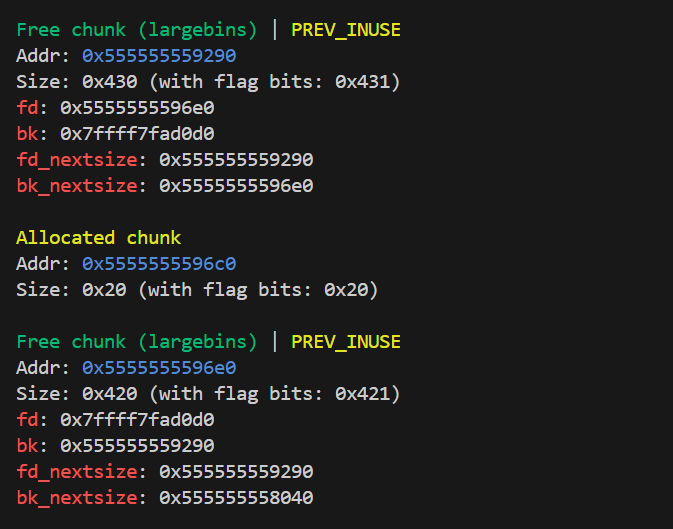 Free chunk (largebins) | PREV_INUSE
Addr: 0x555555559290
Size: 0x430 (with flag bits: 0x431)
fd: 0x5555555596e0
bk: 0x7ffff7fad0d0
fd_nextsize: 0x555555559290
bk_nextsize: 0x5555555596e0
Allocated chunk
Addr: 0x5555555596c0
Size: 0x20 (with flag bits: 0x20)
Free chunk (largebins) | PREV_INUSE
Addr: 0x5555555596e0
Size: 0x420 (with flag bits: 0x421)
fd: 0x7ffff7fad0d0
bk: 0x555555559290
fd_nextsize: 0x555555559290
bk_nextsize: 0x555555558040